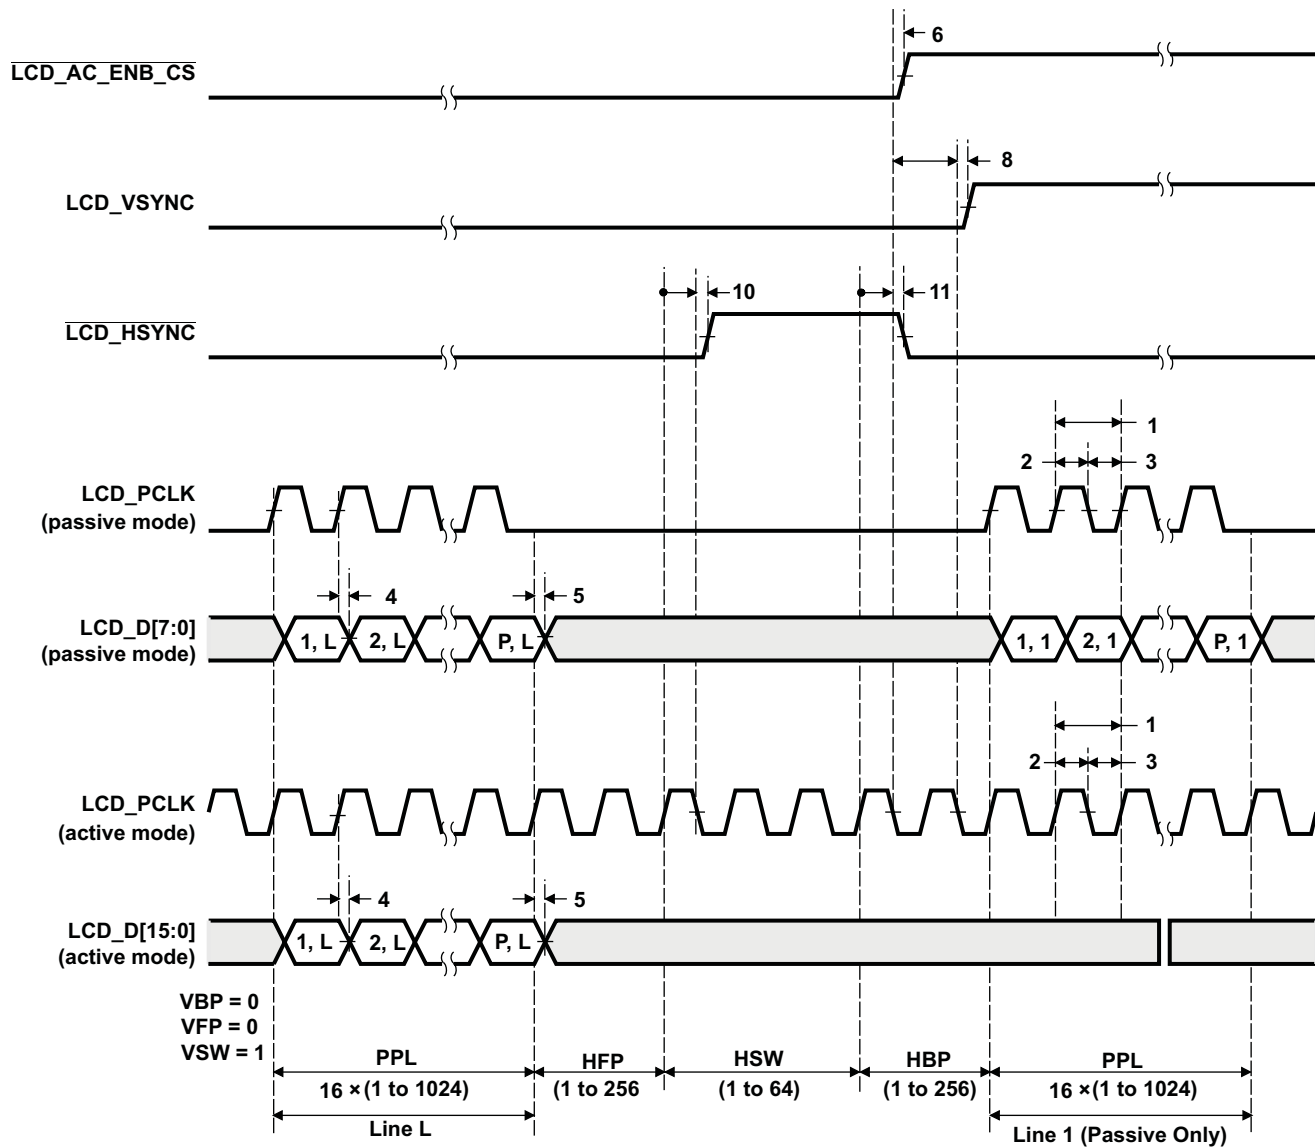 6
LCD_AC_ENB_CS
8
LCD_VSYNC
10
11
LCD_HSYNC
1
2
3
LCD_PCLK
(passive mode)
4
5
LCD_D[7:0]
(passive mode)
1, L
2, L
P, L
1, 1
2, 1
P, 1
1
2
3
LCD_PCLK
(active mode)
4
5
LCD_D[15:0]
(active mode)
1, L
2, L
P, L
VBP = 0
VFP = 0
VSW = 1
PPL
HFP
HSW
HBP
PPL
16 ×(1 to 1024)
(1 to 256
(1 to 64)
(1 to 256)
16 ×(1 to 1024)
Line L
Line 1 (Passive Only)